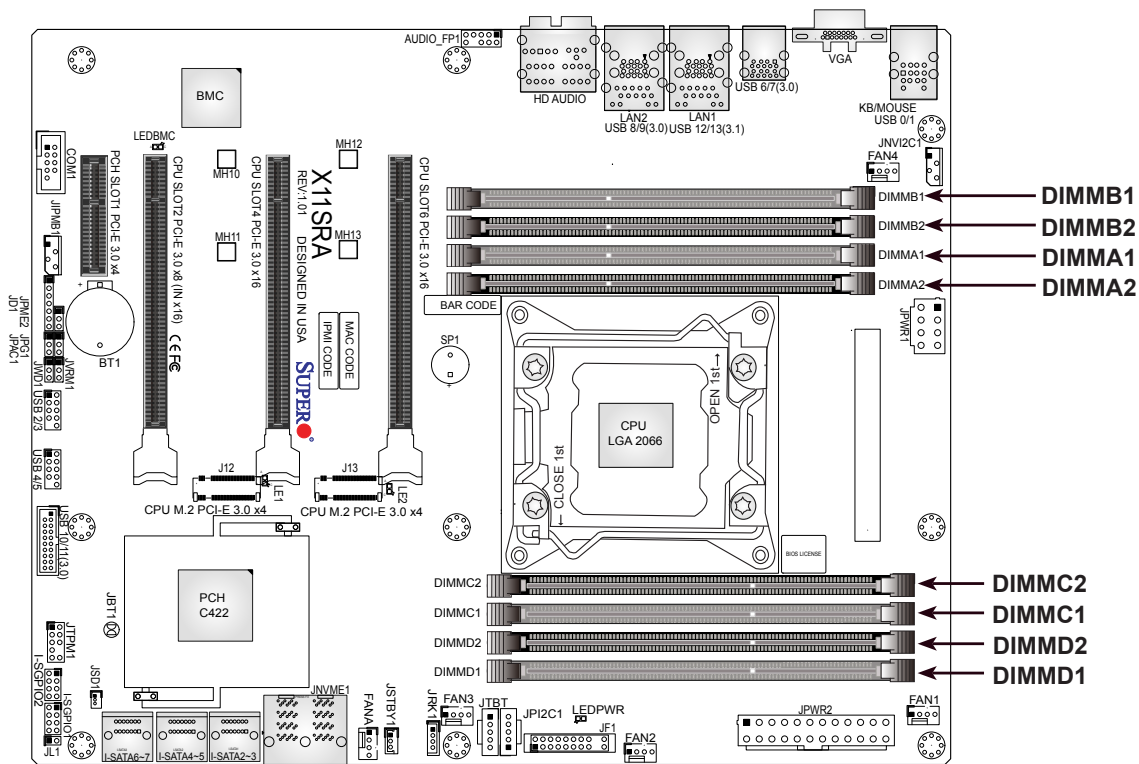 AUDIO_FP1
HD AUDIO
LAN2
USB 8/9(3.0)
LAN1
USB 12/13(3.1)
USB 6/7(3.0)
VGA
KB/MOUSE
USB 0/1
BMC
LEDBMC
COM1
PCH SLOT1 PCI-E 3.0 x4
CPU SLOT2 PCI-E 3.0 x8 (IN x16)
MH10
MH11
CPU SLOT4 PCI-E 3.0 x16
X11SRA
REV:1.01
DESIGNED IN USA
MH12
MH13
CPU SLOT6 PCI-E 3.0 x16
JNVI2C1
FAN4
DIMMB1
DIMMB1
DIMMB2
DIMMB2
DIMMA1
DIMMA1
DIMMA2
DIMMA2
JIPMB1
JPME2
JD1
JPG1
JPAC1
BT1
JVRM1
JWD1
USB 2/3
USB 4/5
CE FC
IPMI CODE
MAC CODE
SUPER
BAR CODE
SP1
JPWR1
OPEN 1st
CPU
LGA 2066
CLOSE 1st
BIOS LICENSE
J12
LE1
CPU M.2 PCI-E 3.0 x4
J13
LE2
CPU M.2 PCI-E 3.0 x4
USB 10/11(3.0)
PCH
C422
JBT1
JTPM1
I-SGPIO2
I-SGPIO1
JL1
JSD1
DIMMC2
DIMMC2
DIMMC1
DIMMC1
DIMMD2
DIMMD2
DIMMD1
DIMMD1
I-SATA6~7
I-SATA4~5
I-SATA2~3
JNVME1
FANA
JSTBY1
JRK1
FAN3
JTBT
JPI2C1
LEDPWR
JF1
FAN2
JPWR2
FAN1